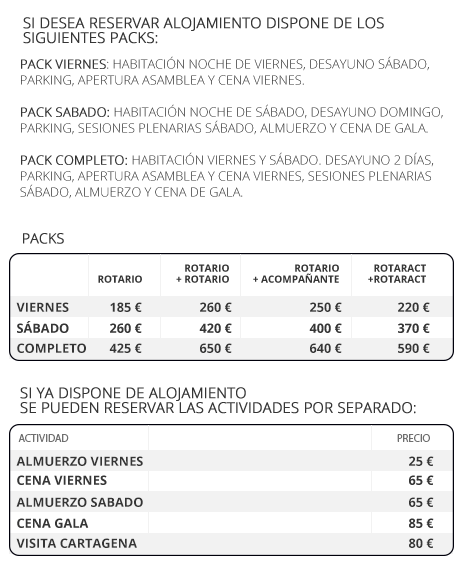 SI DESEA RESERVAR ALOJAMIENTO DISPONE DE LOS
SIGUIENTES PACKS:
PACK VIERNES: HABITACIÓN NOCHE DE VIERNES, DESAYUNO SÁBADO,
PARKING, APERTURA ASAMBLEA Y CENA VIERNES.
PACK SABADO: HABITACIÓN NOCHE DE SÁBADO, DESAYUNO DOMINGO,
PARKING, SESIONES PLENARIAS SÁBADO, ALMUERZO Y CENA DE GALA.
PACK COMPLETO: HABITACIÓN VIERNES Y SÁBADO. DESAYUNO 2 DÍAS,
PARKING, APERTURA ASAMBLEA Y CENA VIERNES, SESIONES PLENARIAS
SÁBADO, ALMUERZO Y CENA DE GALA.
PACKS
ROTARIO ROTARIO + ROTARIO ROTARIO + ACOMPAÑANTE ROTARACT +ROTARACT
VIERNES 185 € 260 € 250 € 220 €
SÁBADO 260 € 420 € 400 € 370 €
COMPLETO 425 € 650 € 640 € 590 €
SI YA DISPONE DE ALOJAMIENTO
SE PUEDEN RESERVAR LAS ACTIVIDADES POR SEPARADO:
ACTIVIDAD PRECIO
ALMUERZO VIERNES 25 €
CENA VIERNES 65 €
ALMUERZO SABADO 65 €
CENA GALA 85 €
VISITA CARTAGENA 80 €